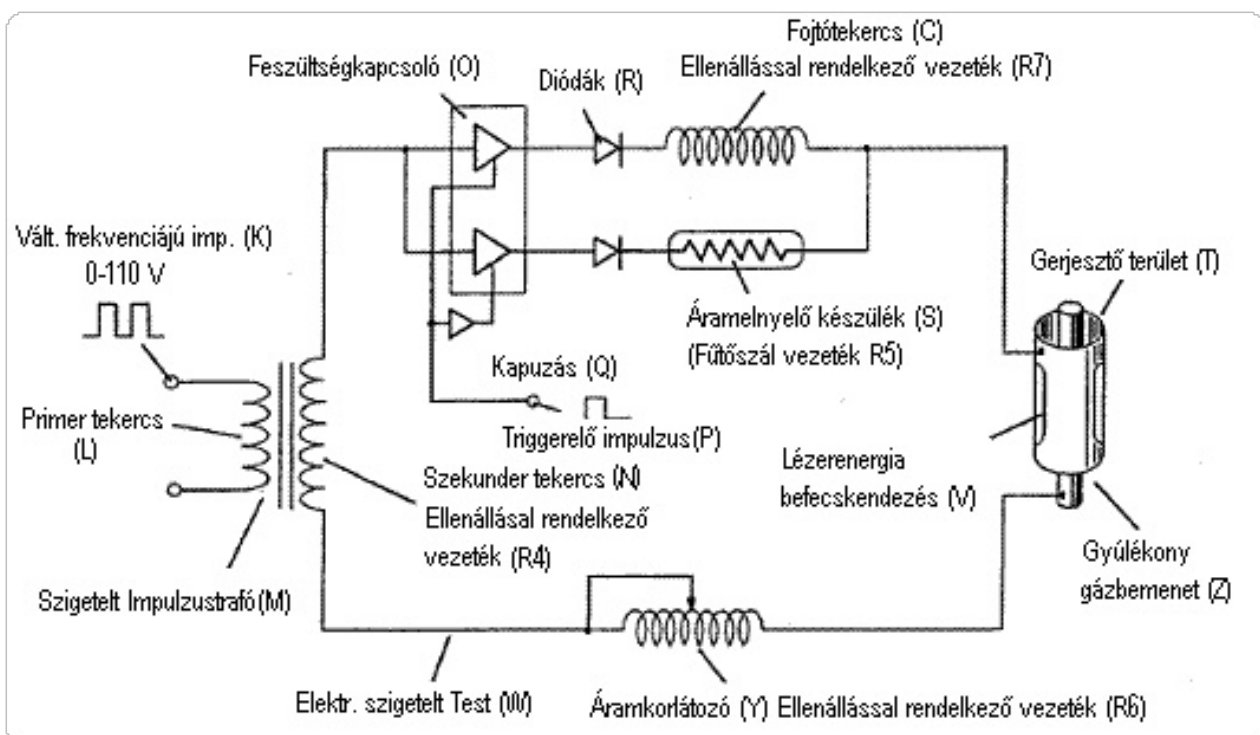 Fojtótekercs (C)
Ellenállással rendelkező vezeték (R7)
Feszültségkapcsoló (O)
Diódák (R)
Vált. frekvenciájú imp. (K)
0-110 V
Gerjesztő terület (T)
Áramelnyelő készülék (S)
(Fűtőszál vezeték R5)
Kapuzás (Q)
Triggerelő impulzus (P)
Primer tekercs
(L)
Szekunder tekercs (N)
Ellenállásal rendelkező
vezeték (R4)
Lézerenergia
befecskendezés (V)
Gyúlékony
gázbemenet (Z)
Szigetelt Impulzustrafó (M)
Elektr. szigetelt Test (W)
Áramkorlátozó (Y) Ellenállással rendelkező vezeték (R6)